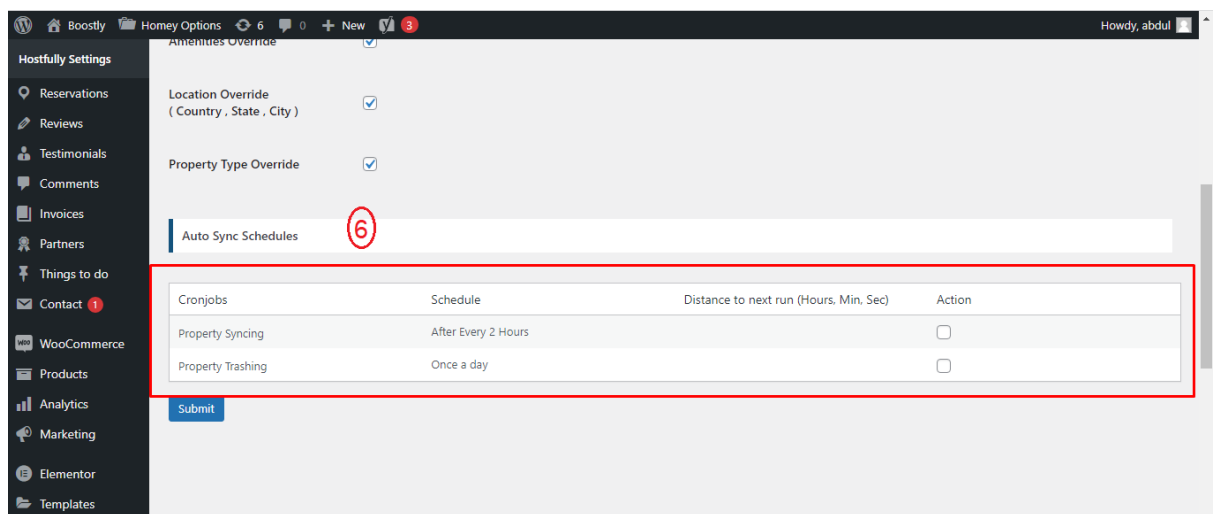 Boostly Homey Options 6 0 New 3 Howdy, abdul
Hostfully Settings
Reservations
Reviews
Testimonials
Comments
Invoices
Partners
Things to do
Contact 1
WooCommerce
Products
Analytics
Marketing
Elementor
Templates
Amenities Override
Location Override
( Country , State , City )
Property Type Override
Auto Sync Schedules 6
Cronjobs Schedule Distance to next run (Hours, Min, Sec) Action
Property Syncing After Every 2 Hours
Property Trashing Once a day
Submit